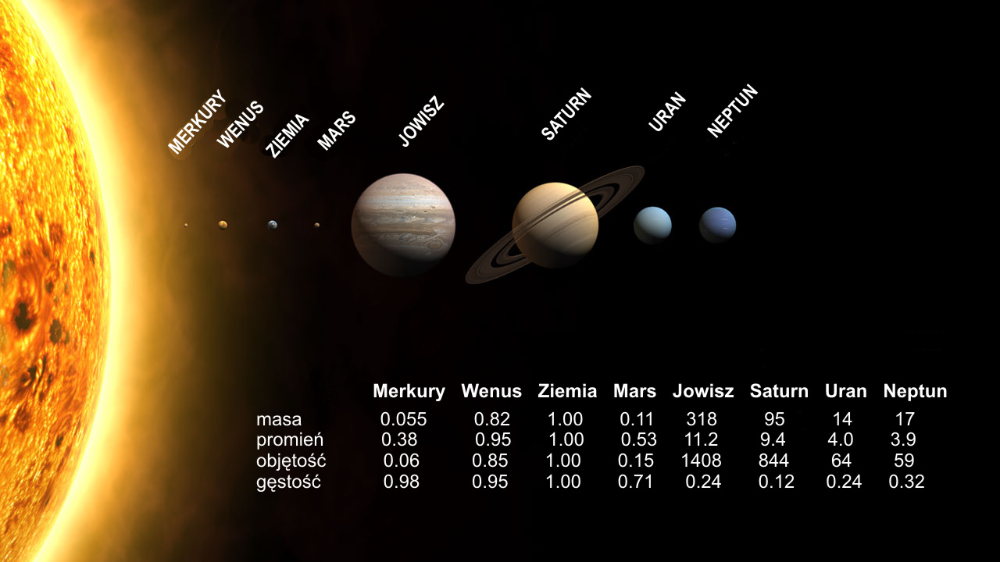 MERKURY
WENUS
ZIEMIA
MARS
JOWISZ
SATURN
URAN
NEPTUN
Merkury Wenus Ziemia Mars Jowisz Saturn Uran Neptun
masa 0.055 0.82 1.00 0.11 318 95 14 17
promień 0.38 0.95 1.00 0.53 11.2 9.4 4.0 3.9
objętość 0.06 0.85 1.00 0.15 1408 844 64 59
gęstość 0.98 0.95 1.00 0.71 0.24 0.12 0.24 0.32